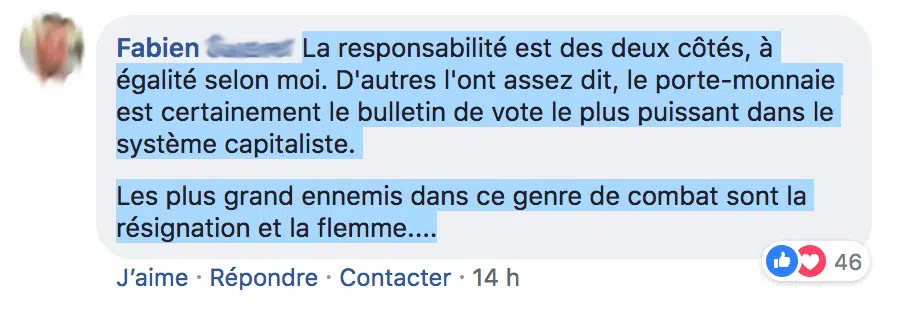 Fabien La responsabilité est des deux côtés, à
égalité selon moi. D'autres l'ont assez dit, le porte-monnaie
est certainement le bulletin de vote le plus puissant dans le
système capitaliste.
Les plus grand ennemis dans ce genre de combat sont la
résignation et la flemme....
J’aime · Répondre · Contacter · 14 h
46